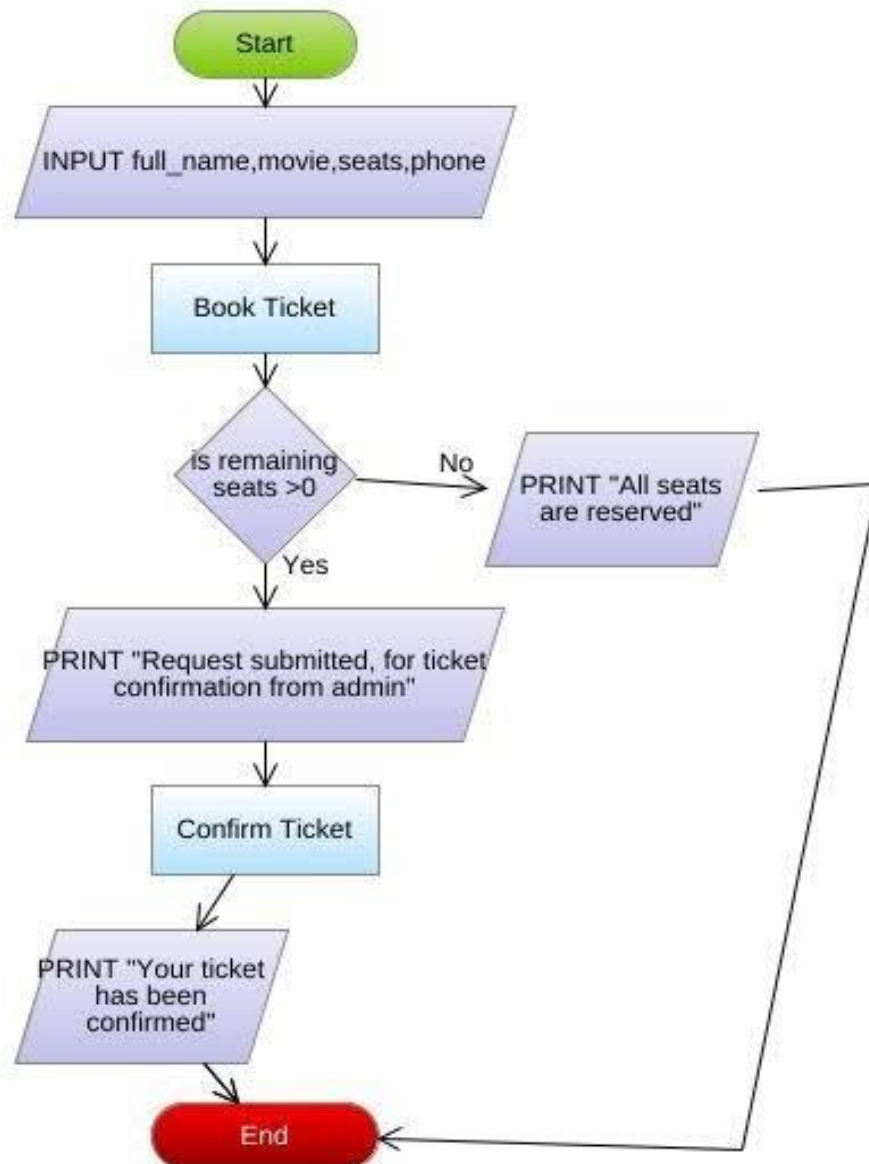 Start
INPUT full_name,movie,seats,phone
Book Ticket
is remaining
seats >0
No
PRINT "All seats
are reserved"
Yes
PRINT "Request submitted, for ticket
confirmation from admin"
Confirm Ticket
PRINT "Your ticket
has been
confirmed"
End